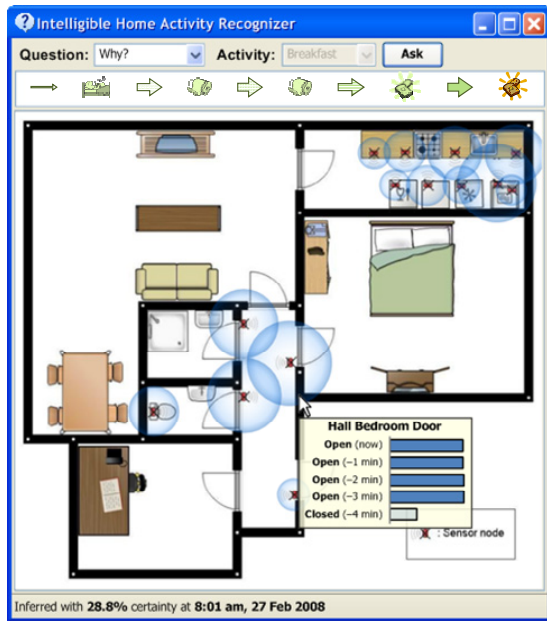 Intelligible Home Activity Recognizer
Question: Why? Activity: Breakfast Ask
Hall Bedroom Door
Open (now)
Open (−1 min)
Open (−2 min)
Open (−3 min)
Closed (−4 min)
: Sensor node
Inferred with 28.8% certainty at 8:01 am, 27 Feb 2008